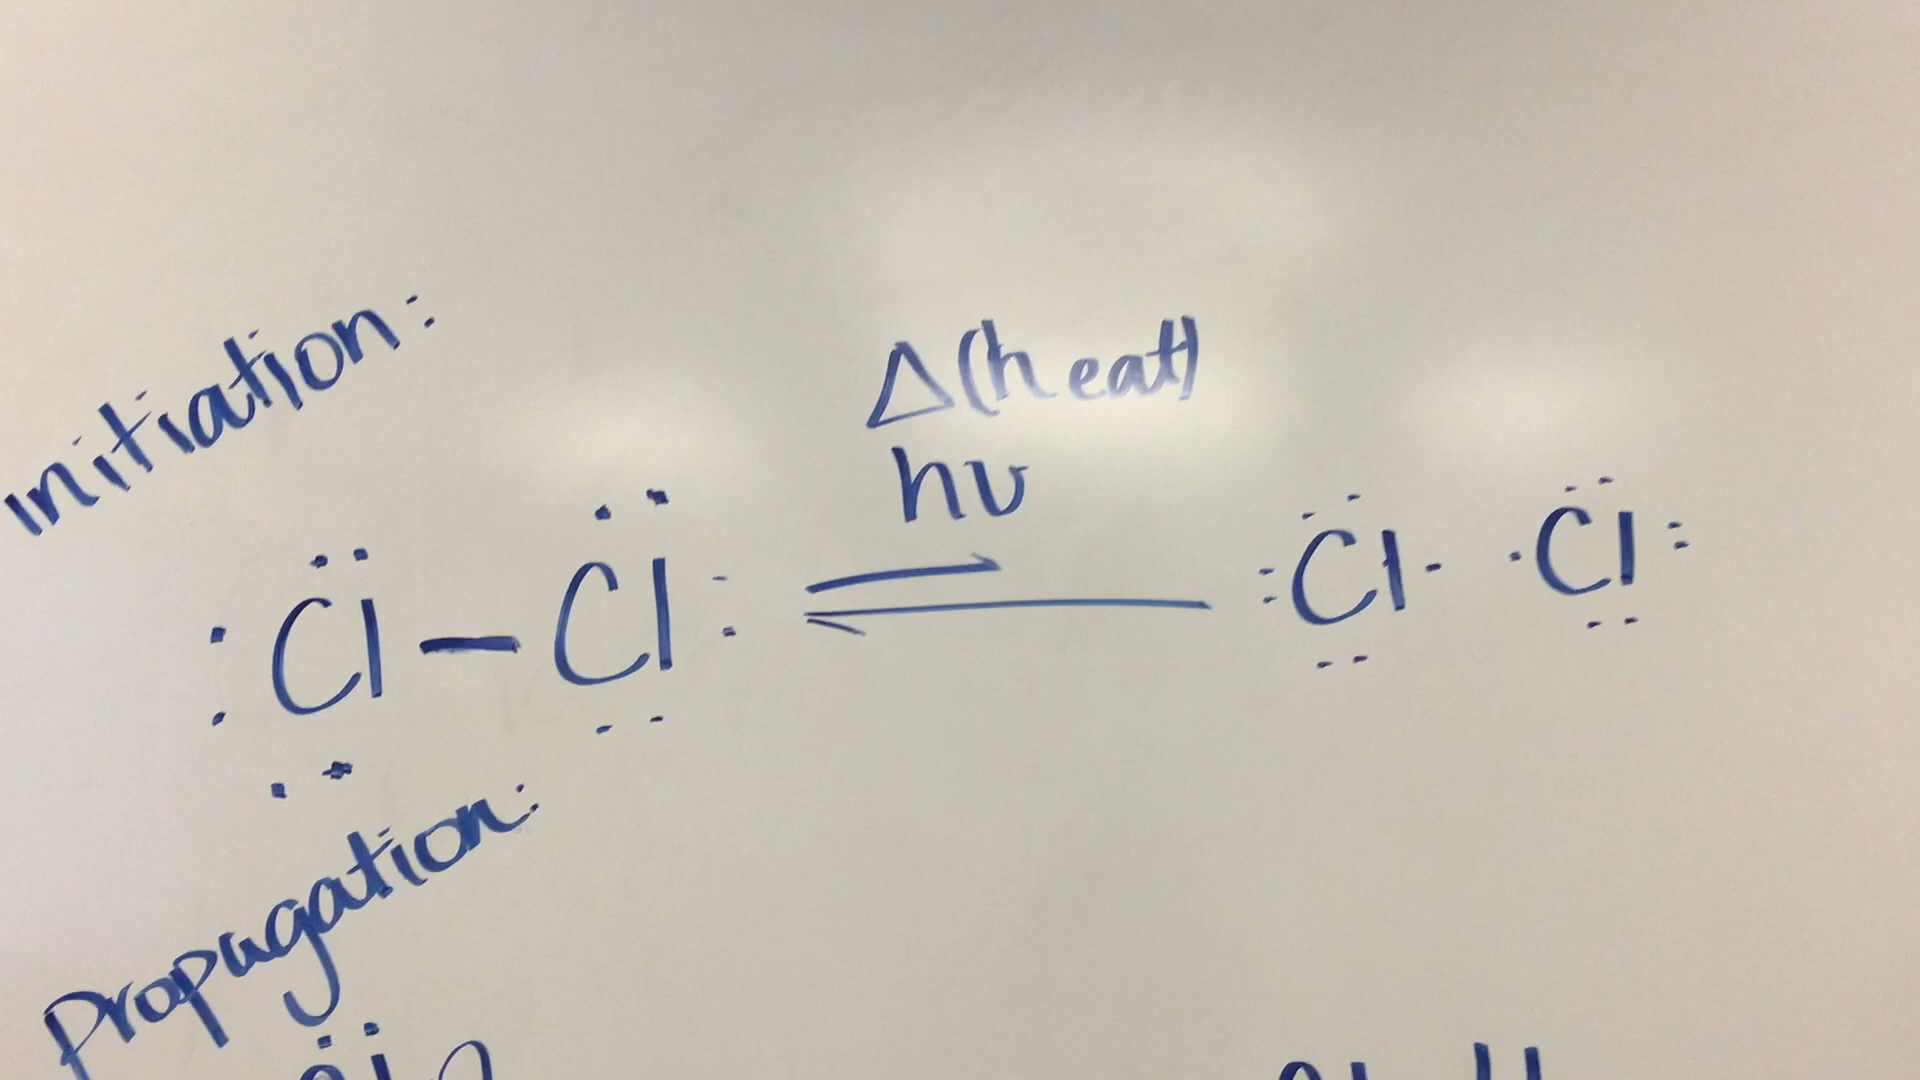 Initiation:
Δ(heat)
hν
:Cl—Cl: ⇌ :Cl· ·Cl:
Propagation: